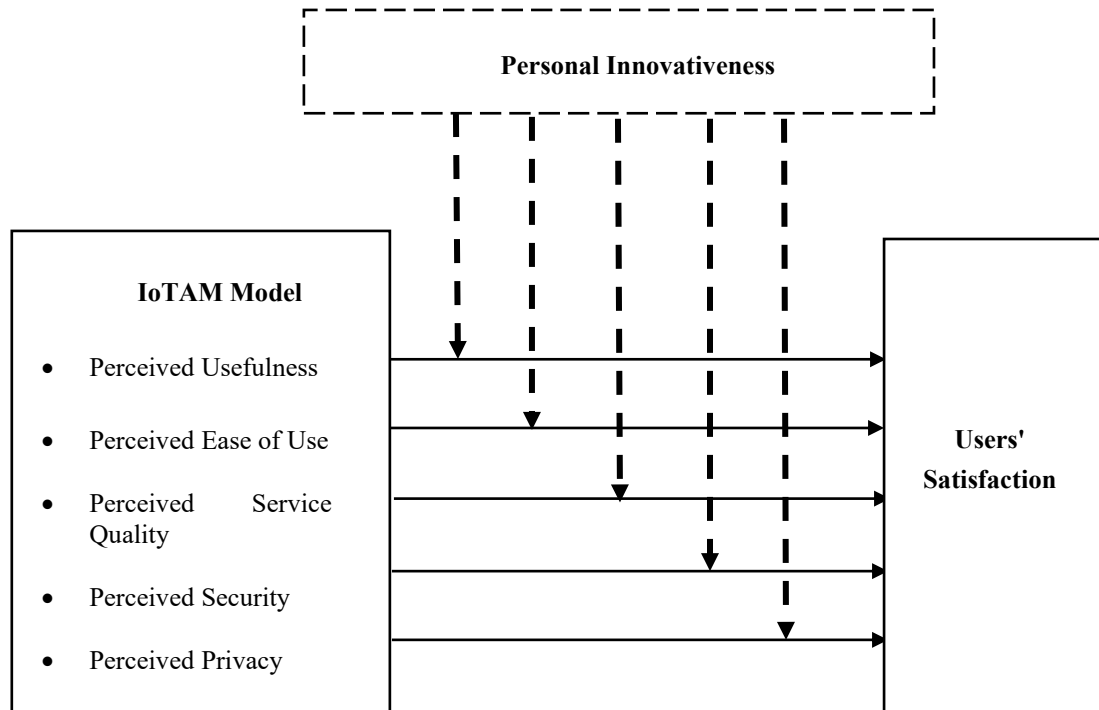 Personal Innovativeness
IoTAM Model
• Perceived Usefulness
• Perceived Ease of Use
• Perceived Service
Quality
• Perceived Security
• Perceived Privacy
Users'
Satisfaction